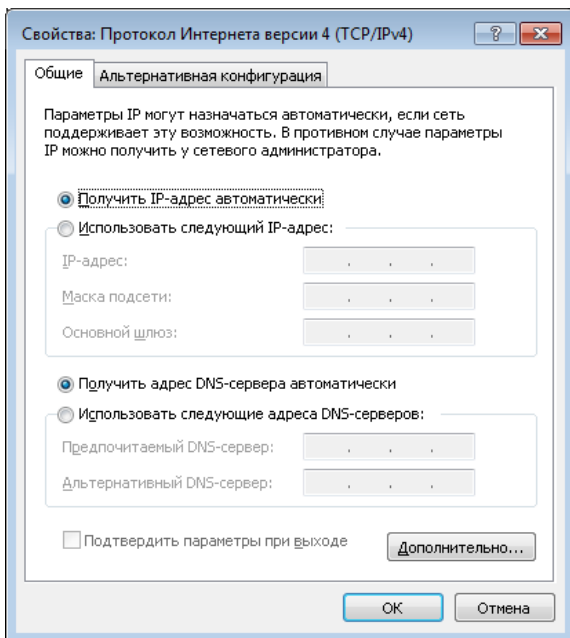 Свойства: Протокол Интернета версии 4 (TCP/IPv4)
Общие
Альтернативная конфигурация
Параметры IP могут назначаться автоматически, если сеть
поддерживает эту возможность. В противном случае параметры
IP можно получить у сетевого администратора.
Получить IP-адрес автоматически
Использовать следующий IP-адрес:
IP-адрес:
Маска подсети:
Основной шлюз:
Получить адрес DNS-сервера автоматически
Использовать следующие адреса DNS-серверов:
Предпочитаемый DNS-сервер:
Альтернативный DNS-сервер:
Подтвердить параметры при выходе
Дополнительно...
ОК
Отмена